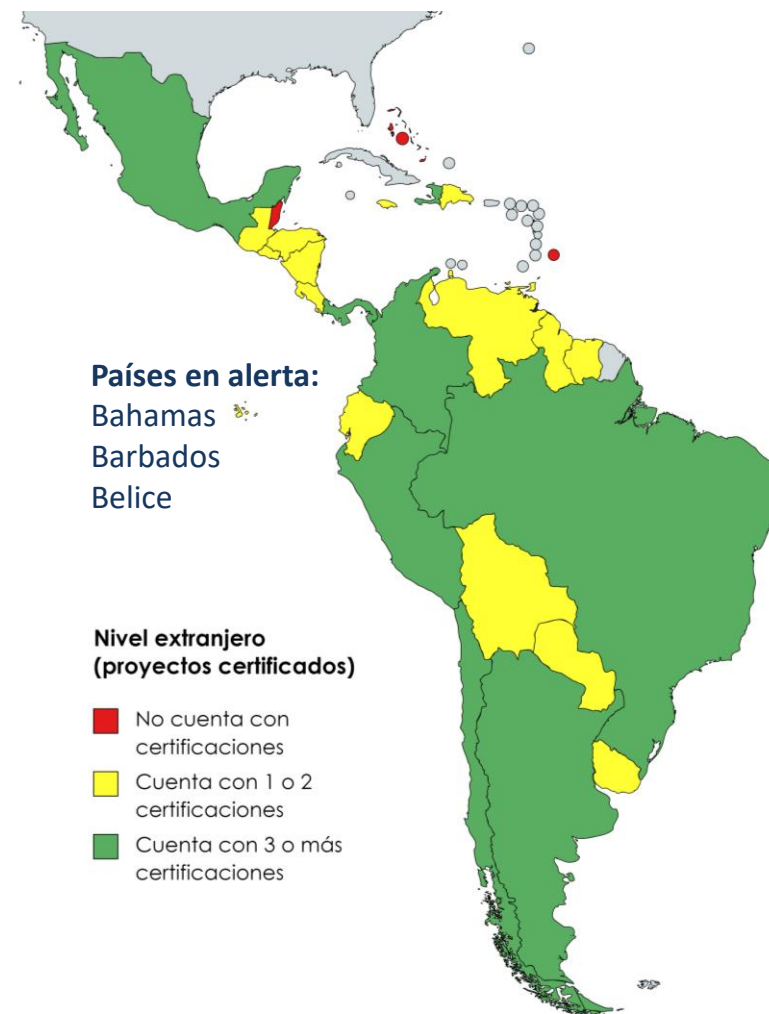 Países en alerta:
Bahamas
Barbados
Belice
Nivel extranjero
(proyectos certificados)
No cuenta con
certificaciones
Cuenta con 1 o 2
certificaciones
Cuenta con 3 o más
certificaciones